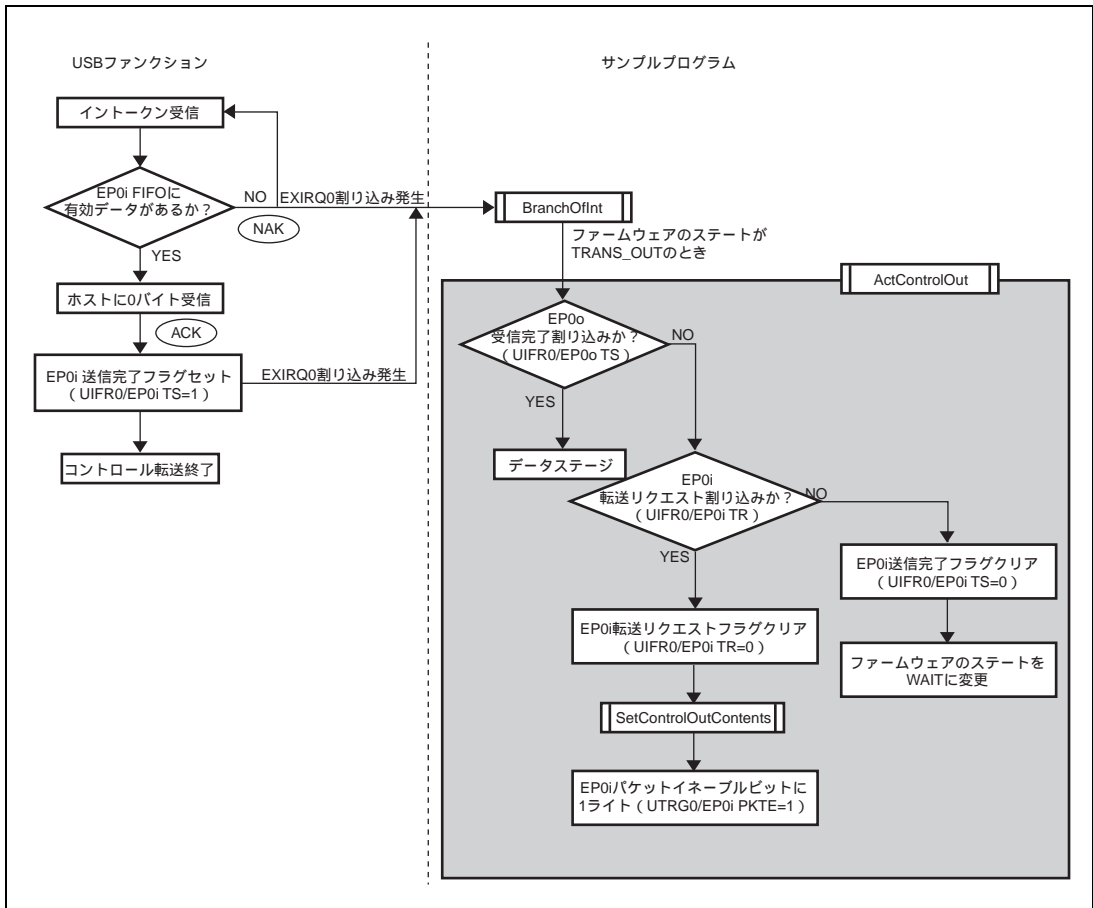 USBファンクション
サンプルプログラム
イントークン受信
EP0i FIFOに
有効データがあるか?
NO
EXIRQ0割り込み発生
NAK
YES
ホストに0バイト受信
ACK
EP0i 送信完了フラグセット
(UIFR0/EP0i TS=1)
EXIRQ0割り込み発生
コントロール転送終了
BranchOfInt
ファームウェアのステートが
TRANS_OUTのとき
ActControlOut
EP0o
受信完了割り込みか?
(UIFR0/EP0o TS)
NO
YES
データステージ
EP0i
転送リクエスト割り込みか?
(UIFR0/EP0i TR)
NO
YES
EP0i送信完了フラグクリア
(UIFR0/EP0i TS=0)
ファームウェアのステートを
WAITに変更
EP0i転送リクエストフラグクリア
(UIFR0/EP0i TR=0)
SetControlOutContents
EP0iパケットイネーブルビットに
1ライト(UTRG0/EP0i PKTE=1)